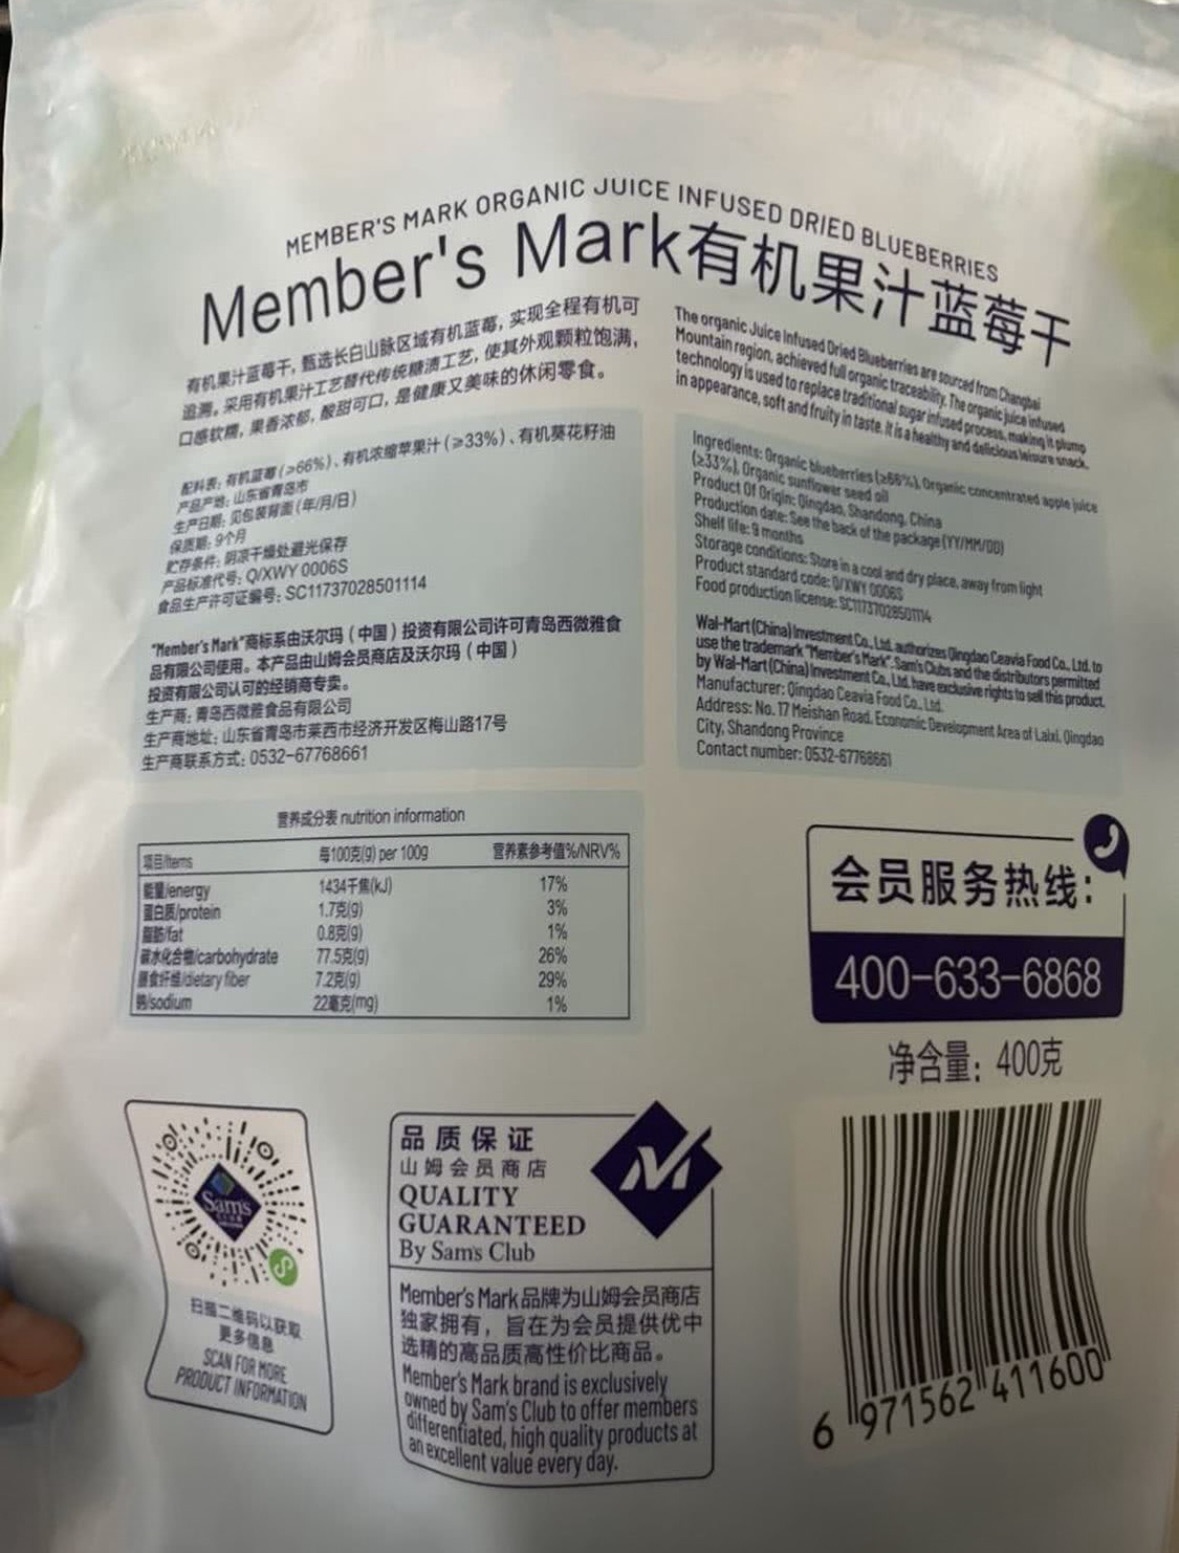 MEMBER'S MARK ORGANIC JUICE INFUSED DRIED BLUEBERRIES
Member's Mark有机果汁蓝莓干
有机果汁蓝莓干，甄选长白山脉区域有机蓝莓，实现全程有机可
追溯。采用有机果汁工艺替代传统糖渍工艺，使其外观颗粒饱满，
口感软糯，果香浓郁，酸甜可口，是健康又美味的休闲零食。
The organic Juice Infused Dried Blueberries are sourced from Changbai
Mountain region, achieved full organic traceability. The organic juice infused
technology is used to replace traditional sugar infused process, making it plump
in appearance, soft and fruity in taste. It is a healthy and delicious leisure snack.
配料表：有机蓝莓（≥66%）、有机浓缩苹果汁（≥33%）、有机葵花籽油
产品产地：山东省青岛市
生产日期：见包装背面（年/月/日）
保质期：9个月
贮存条件：阴凉干燥处避光保存
产品标准代号：Q/XWY 0006S
食品生产许可证编号：SC11737028501114
"Member's Mark"商标系由沃尔玛（中国）投资有限公司许可青岛西微雅食
品有限公司使用。本产品由山姆会员商店及沃尔玛（中国）
投资有限公司认可的经销商专卖。
生产商：青岛西微雅食品有限公司
生产商地址：山东省青岛市莱西市经济开发区梅山路17号
生产商联系方式：0532-67768661
Ingredients: Organic blueberries (≥66%), Organic concentrated apple juice
(≥33%), Organic sunflower seed oil
Product Of Origin: Qingdao, Shandong, China
Production date: See the back of the package (YY/MM/DD)
Shelf life: 9 months
Storage conditions: Store in a cool and dry place, away from light
Product standard code: Q/XWY 0006S
Food production license: SC11737028501114
Wal-Mart (China) Investment Co., Ltd. authorizes Qingdao Ceavia Food Co., Ltd. to
use the trademark "Member's Mark". Sam's Clubs and the distributors permitted
by Wal-Mart (China) Investment Co., Ltd. have exclusive rights to sell this product.
Manufacturer: Qingdao Ceavia Food Co., Ltd.
Address: No. 17 Meishan Road, Economic Development Area of Laixi, Qingdao
City, Shandong Province
Contact number: 0532-67768661
营养成分表 nutrition information
项目/Items 每100克(g) per 100g 营养素参考值%/NRV%
能量/energy 1434千焦(kJ) 17%
蛋白质/protein 1.7克(g) 3%
脂肪/fat 0.8克(g) 1%
碳水化合物/carbohydrate 77.5克(g) 26%
膳食纤维/dietary fiber 7.2克(g) 29%
钠/sodium 22毫克(mg) 1%
会员服务热线：
400-633-6868
净含量：400克
Sam's
扫描二维码以获取
更多信息
SCAN FOR MORE
PRODUCT INFORMATION
品质保证
山姆会员商店
QUALITY
GUARANTEED
By Sam's Club
M
Member's Mark品牌为山姆会员商店
独家拥有，旨在为会员提供优中
选精的高品质高性价比商品。
Member's Mark brand is exclusively
owned by Sam's Club to offer members
differentiated, high quality products at
an excellent value every day.
6 971562 411600